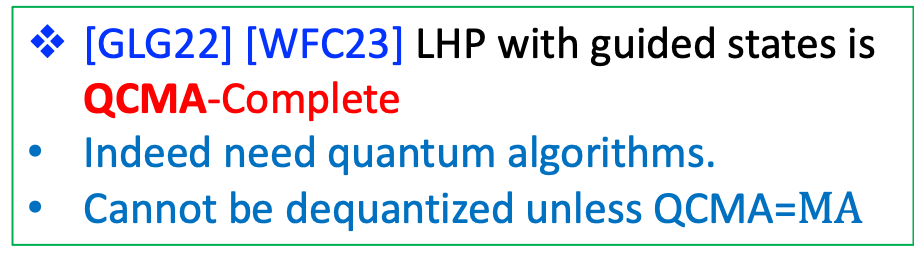 ❖ [GLG22] [WFC23] LHP with guided states is
QCMA-Complete
• Indeed need quantum algorithms.
• Cannot be dequantized unless QCMA=MA